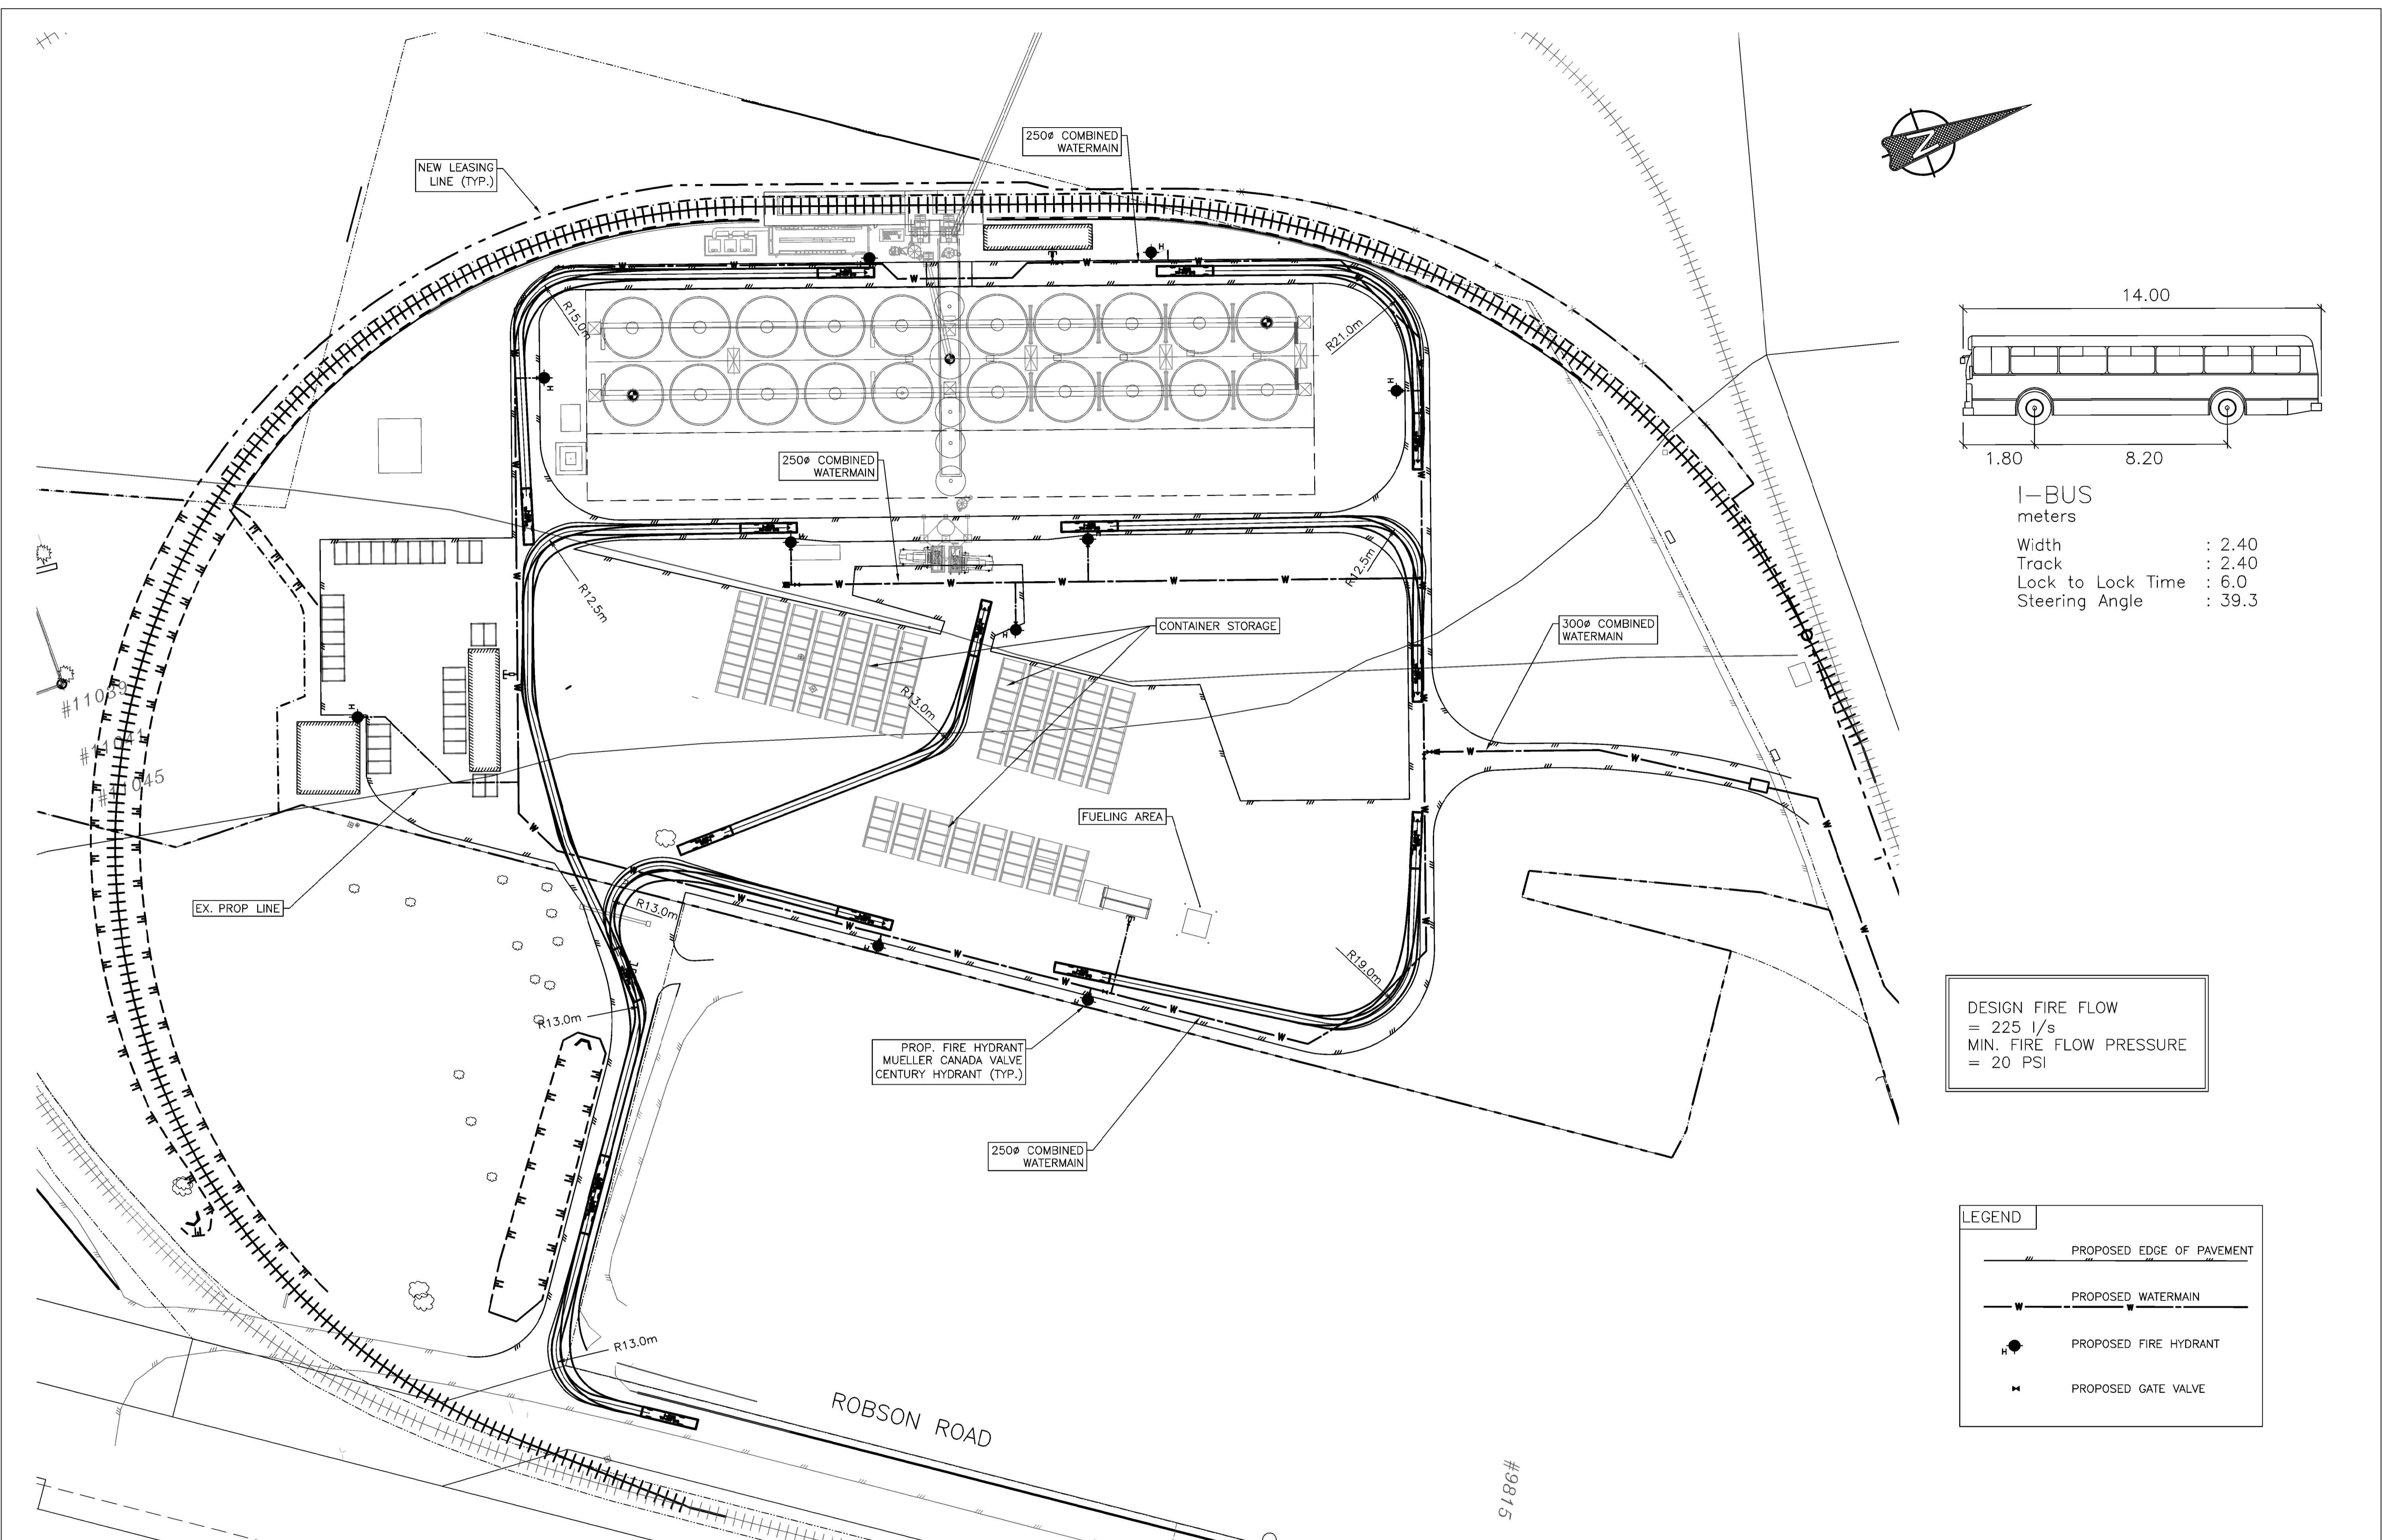 250ø COMBINED
WATERMAIN
NEW LEASING
LINE (TYP.)
H
H
W
W
W
W
W
R15.0m
R21.0m
H
H
14.00
1.80
8.20
I-BUS
meters
Width : 2.40
Track : 2.40
Lock to Lock Time : 6.0
Steering Angle : 39.3
250ø COMBINED
WATERMAIN
H
H
W
W
W
W
R12.5m
R12.5m
H
CONTAINER STORAGE
300ø COMBINED
WATERMAIN
#11039
#11041
#11045
H
R13.0m
W
W
FUELING AREA
W
W
EX. PROP LINE
R13.0m
W
W
W
W
H
R19.0m
R13.0m
W
W
W
H
DESIGN FIRE FLOW
= 225 l/s
MIN. FIRE FLOW PRESSURE
= 20 PSI
PROP. FIRE HYDRANT
MUELLER CANADA VALVE
CENTURY HYDRANT (TYP.)
250ø COMBINED
WATERMAIN
LEGEND
PROPOSED EDGE OF PAVEMENT
PROPOSED WATERMAIN
W
W
PROPOSED FIRE HYDRANT
H
PROPOSED GATE VALVE
R13.0m
ROBSON ROAD
#9815